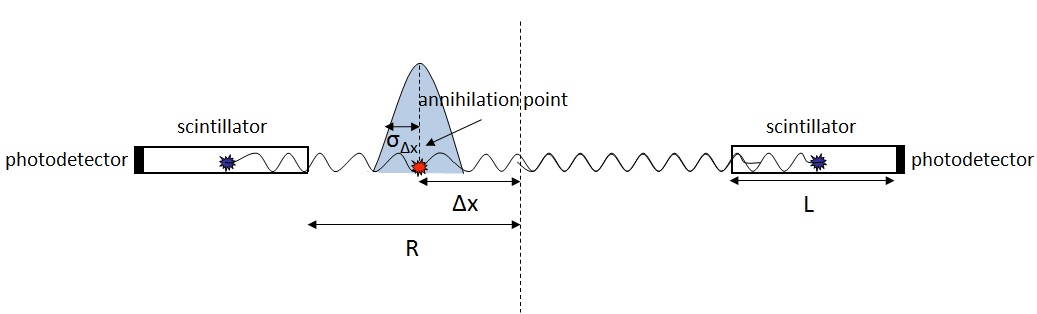 annihilation point
scintillator
scintillator
photodetector
σΔx
photodetector
Δx
L
R